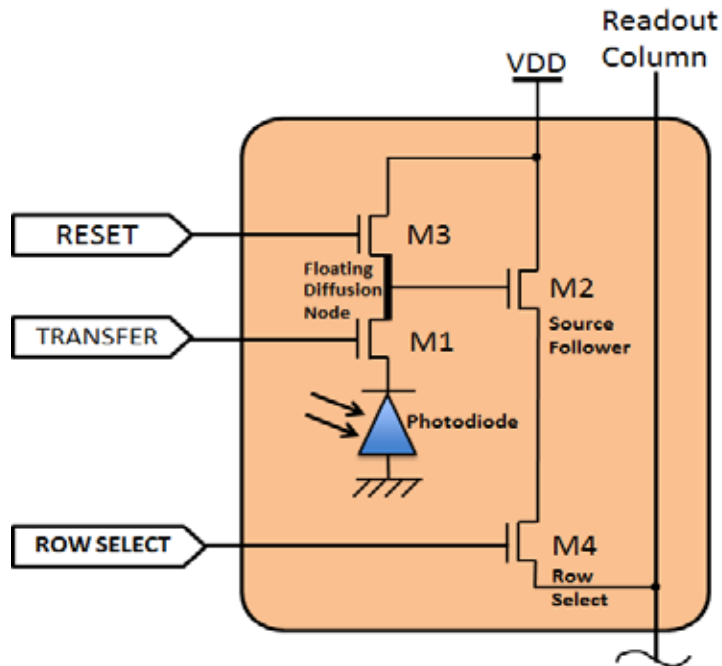 Readout
Column
VDD
RESET
M3
Floating
Diffusion
Node
M2
TRANSFER
M1
Source
Follower
Photodiode
ROW SELECT
M4
Row
Select